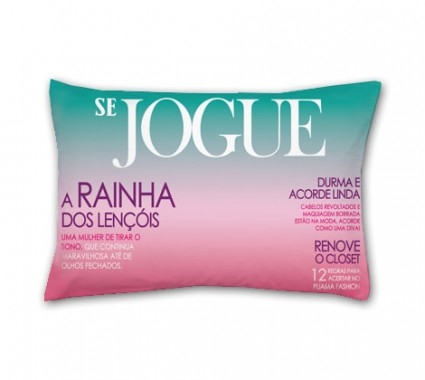 SE
JOGUE
A RAINHA
DOS LENÇÓIS
UMA MULHER DE TIRAR O
SONO, QUE CONTINUA
MARAVILHOSA ATÉ DE
OLHOS FECHADOS.
DURMA E
ACORDE LINDA
CABELOS REVOLTADOS E
MAQUIAGEM BORRADA
ESTÃO NA MODA. ACORDE
COMO UMA DIVA!
RENOVE
O CLOSET
12 REGRAS PARA
ACERTAR NO
PIJAMA FASHION